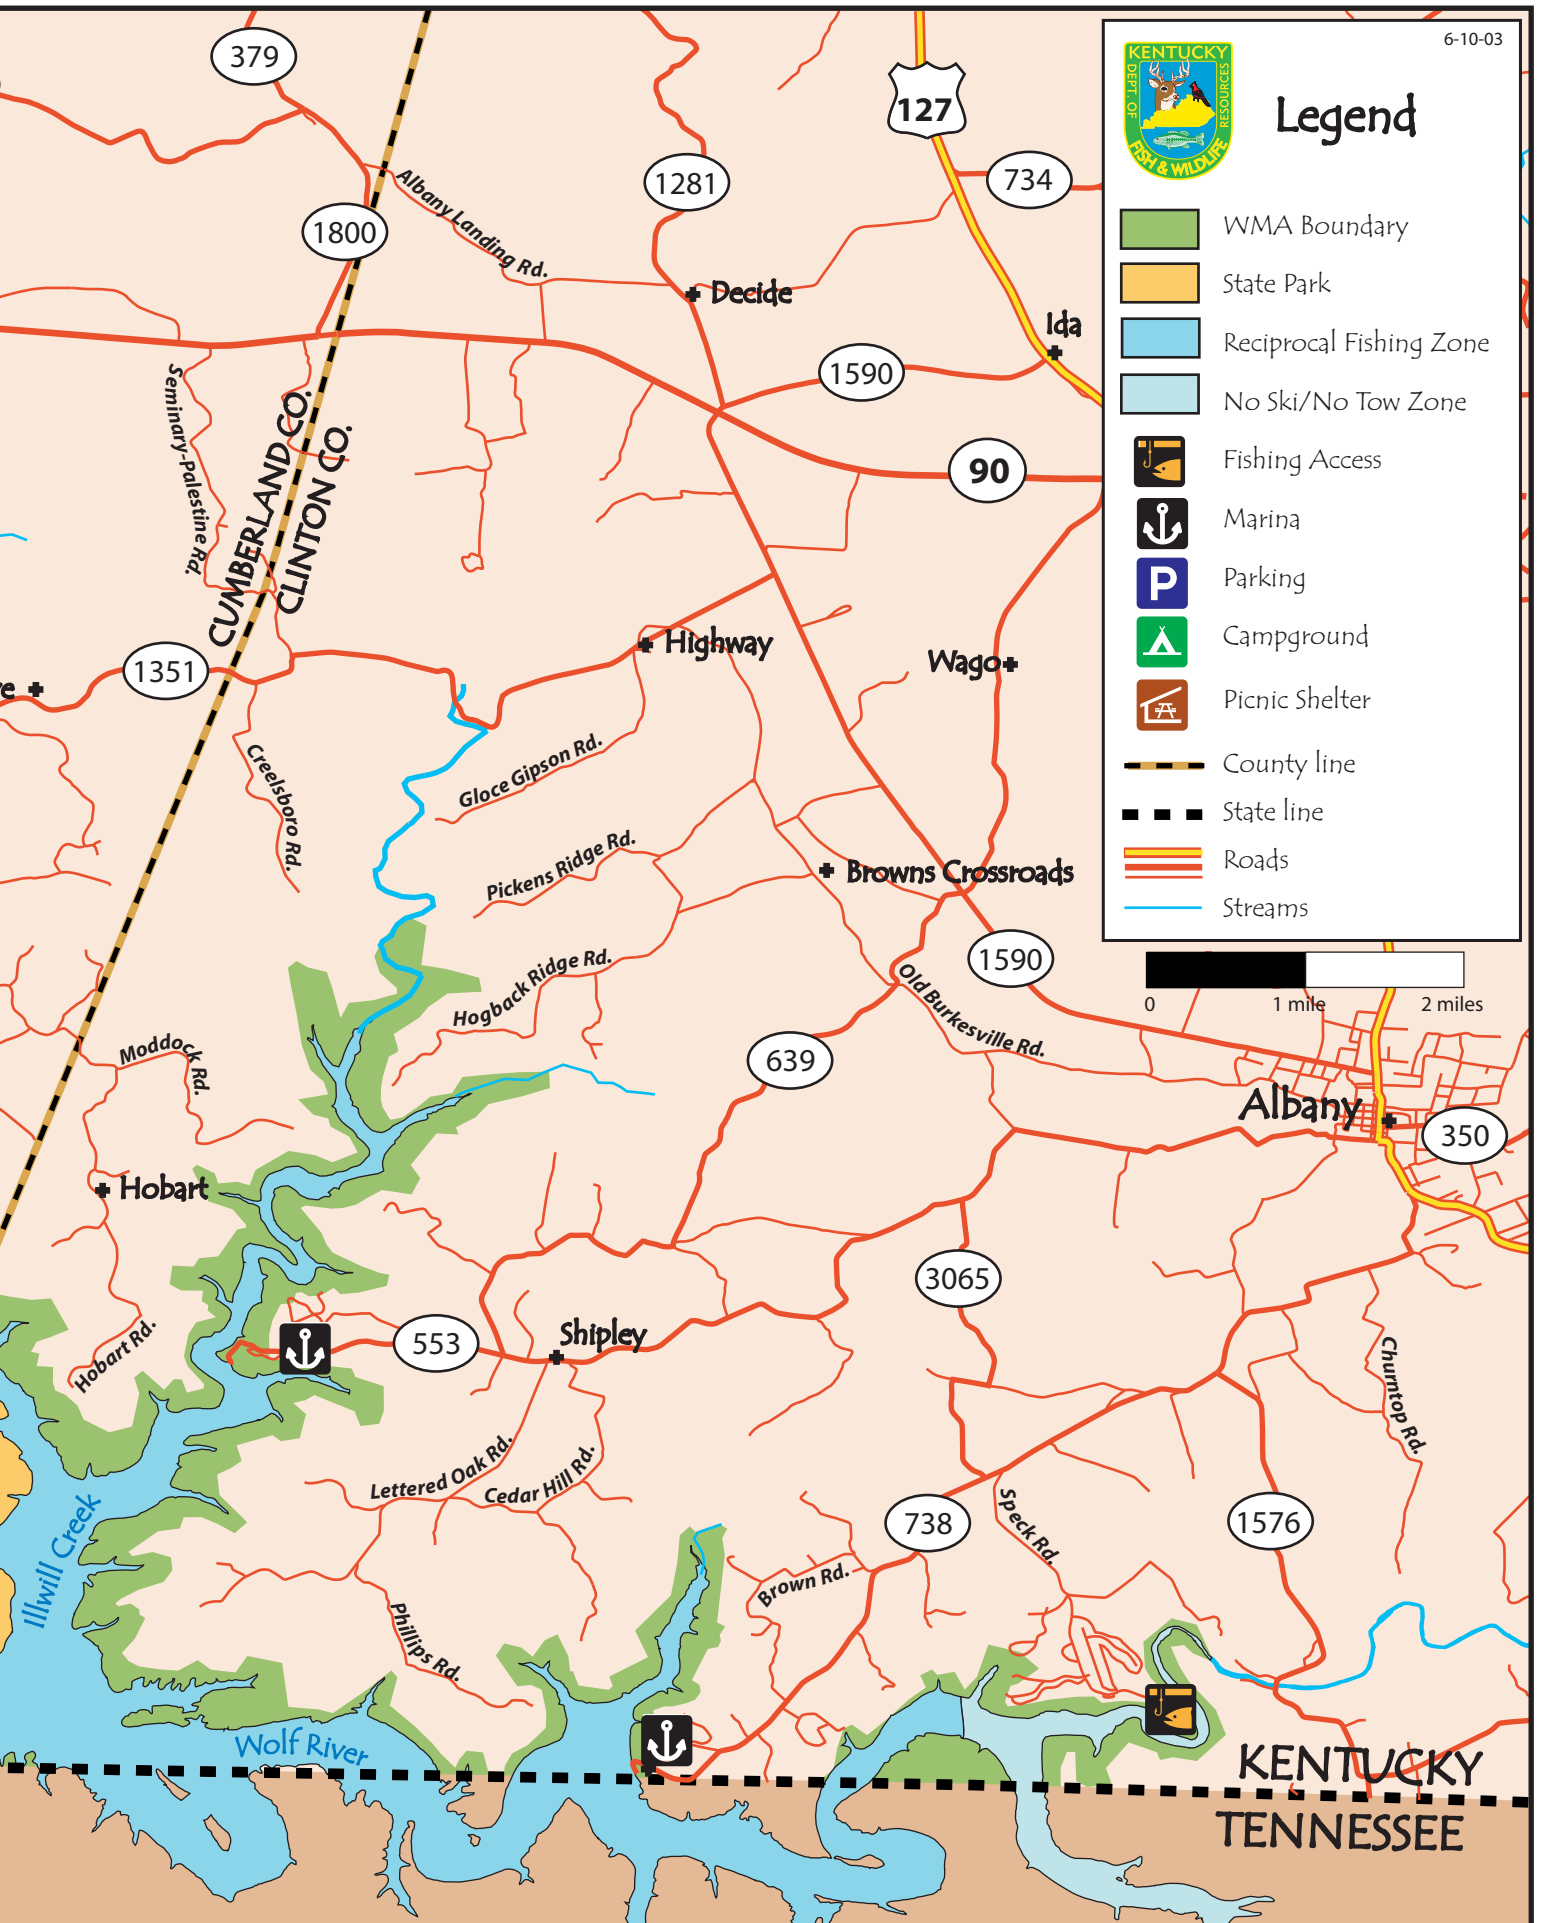 6-10-03
KENTUCKY
DEPT. OF
FISH & WILDLIFE
RESOURCES
Legend
WMA Boundary
State Park
Reciprocal Fishing Zone
No Ski/No Tow Zone
Fishing Access
Marina
P
Parking
Campground
Picnic Shelter
County line
State line
Roads
Streams
0 1 mile 2 miles
379
127
1281
734
1800
Albany Landing Rd.
Decide
Ida
1590
Seminary-Palestine Rd.
CUMBERLAND CO.
CLINTON CO.
90
Highway
Wago
1351
re
Creelsboro Rd.
Gloce Gipson Rd.
Pickens Ridge Rd.
Browns Crossroads
1590
Hogback Ridge Rd.
Old Burkesville Rd.
Moddock Rd.
639
Albany
350
Hobart
3065
Hobart Rd.
553
Shipley
Churntop Rd.
Lettered Oak Rd.
Cedar Hill Rd.
Illwill Creek
738
Speck Rd.
1576
Brown Rd.
Phillips Rd.
Wolf River
KENTUCKY
TENNESSEE